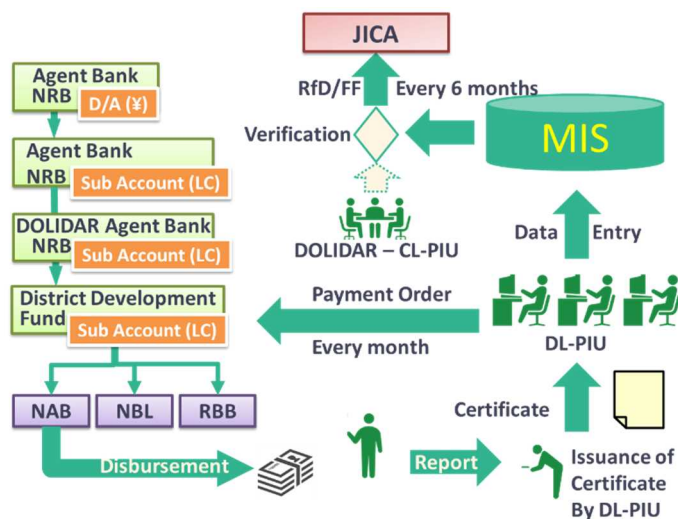 JICA
RfD/FF
Every 6 months
Verification
MIS
DOLIDAR – CL-PIU
Data
Entry
Agent Bank
NRB
D/A (¥)
Agent Bank
NRB
Sub Account (LC)
DOLIDAR Agent Bank
NRB
Sub Account (LC)
District Development
Fund
Sub Account (LC)
Payment Order
Every month
DL-PIU
NAB
NBL
RBB
Certificate
Disbursement
Report
Issuance of
Certificate
By DL-PIU